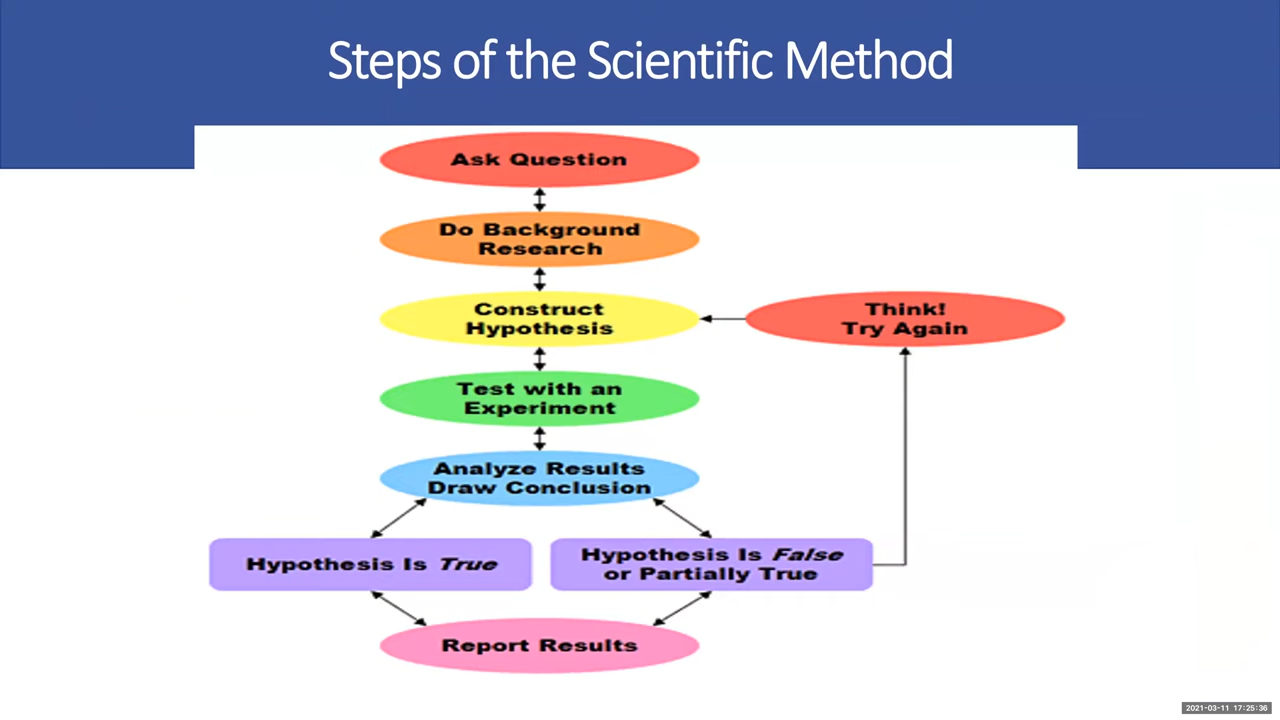 Steps of the Scientific Method
Ask Question
Do Background
Research
Construct
Hypothesis
Think!
Try Again
Test with an
Experiment
Analyze Results
Draw Conclusion
Hypothesis Is True
Hypothesis Is False
or Partially True
Report Results
2021-03-11 17:25:36